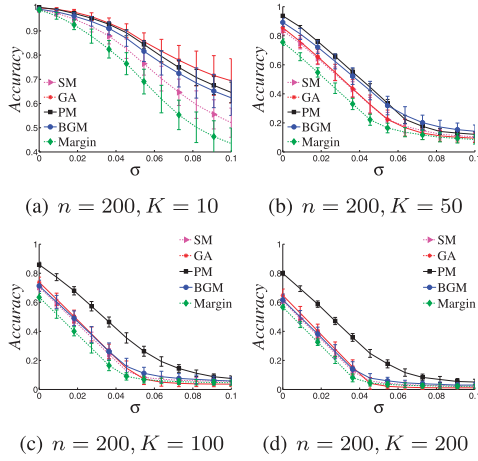 1
0.9
0.8
0.7
0.6
0.5
0.4
Accuracy
SM
GA
PM
BGM
Margin
0 0.02 0.04 0.06 0.08 0.1
σ
(a) n = 200, K = 10
1
0.8
0.6
0.4
0.2
0
Accuracy
SM
GA
PM
BGM
Margin
0 0.02 0.04 0.06 0.08 0.1
σ
(b) n = 200, K = 50
1
0.8
0.6
0.4
0.2
0
Accuracy
SM
GA
PM
BGM
Margin
0 0.02 0.04 0.06 0.08 0.1
σ
(c) n = 200, K = 100
1
0.8
0.6
0.4
0.2
0
Accuracy
SM
GA
PM
BGM
Margin
0 0.02 0.04 0.06 0.08 0.1
σ
(d) n = 200, K = 200